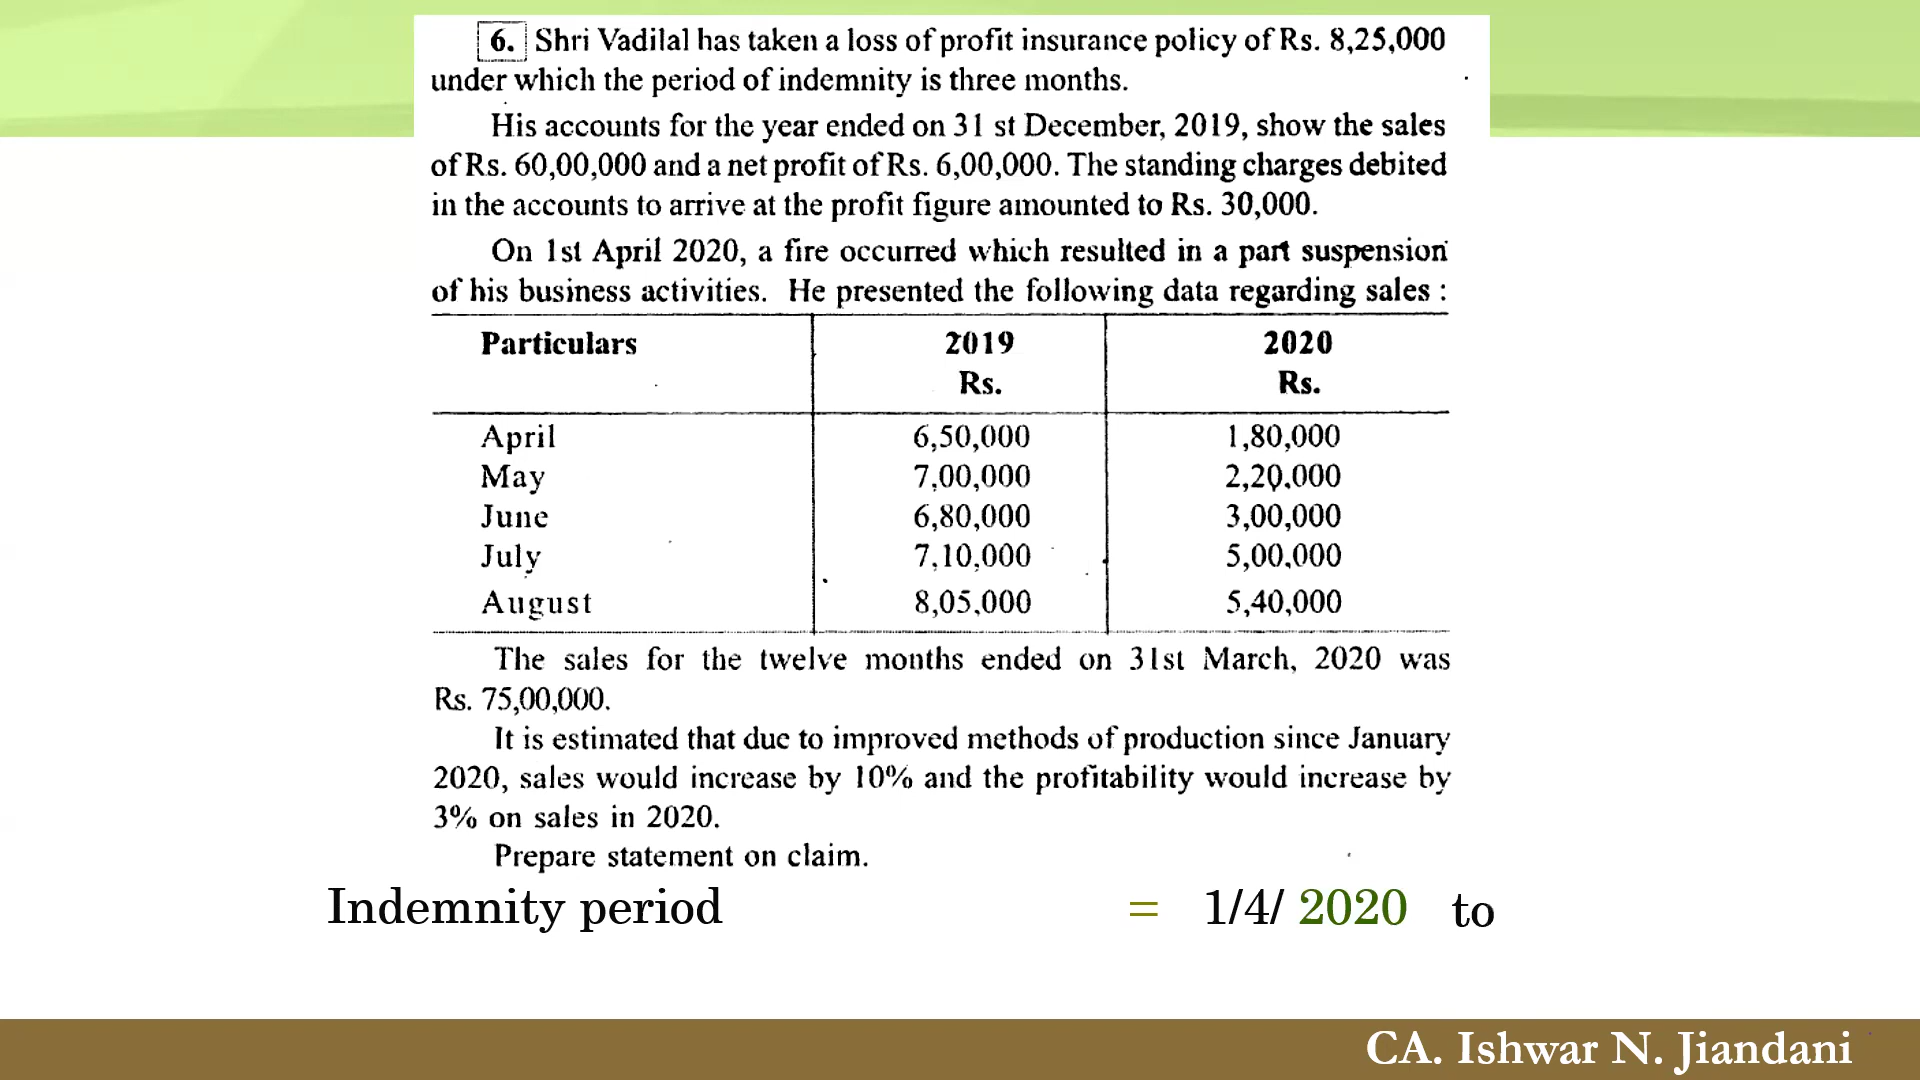 6. Shri Vadilal has taken a loss of profit insurance policy of Rs. 8,25,000
under which the period of indemnity is three months.
His accounts for the year ended on 31 st December, 2019, show the sales
of Rs. 60,00,000 and a net profit of Rs. 6,00,000. The standing charges debited
in the accounts to arrive at the profit figure amounted to Rs. 30,000.
On 1st April 2020, a fire occurred which resulted in a part suspension
of his business activities. He presented the following data regarding sales :
Particulars 2019 2020
Rs. Rs.
April 6,50,000 1,80,000
May 7,00,000 2,20,000
June 6,80,000 3,00,000
July 7,10,000 5,00,000
August 8,05,000 5,40,000
The sales for the twelve months ended on 31st March, 2020 was
Rs. 75,00,000.
It is estimated that due to improved methods of production since January
2020, sales would increase by 10% and the profitability would increase by
3% on sales in 2020.
Prepare statement on claim.
Indemnity period = 1/4/ 2020 to
CA. Ishwar N. Jiandani